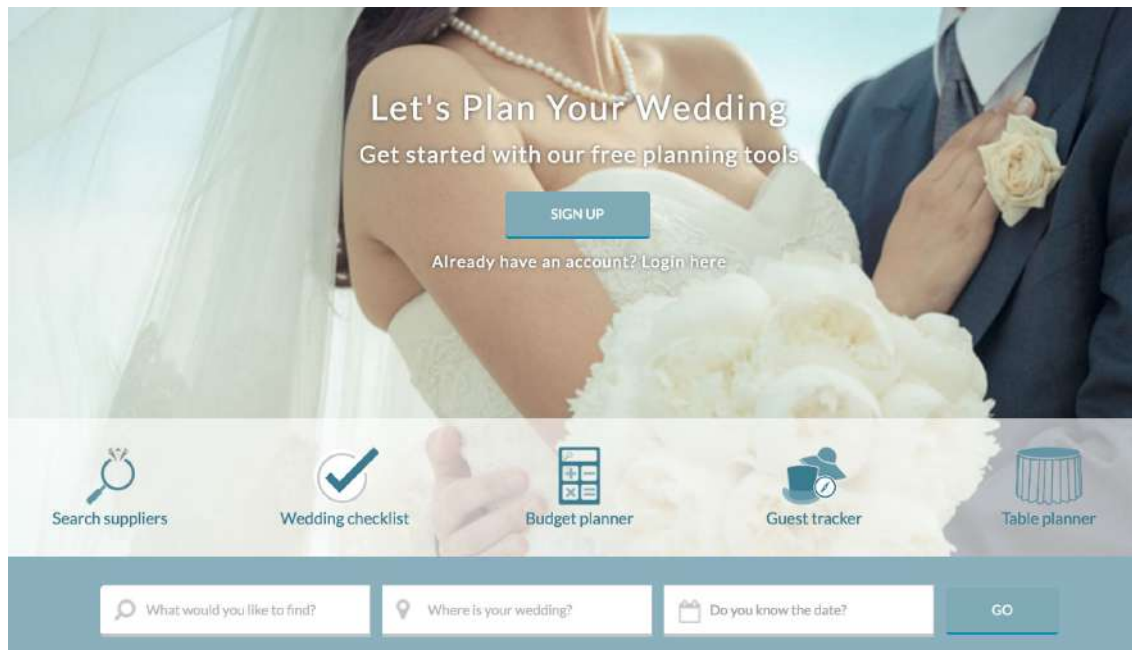 Let's Plan Your Wedding
Get started with our free planning tools
SIGN UP
Already have an account? Login here
Search suppliers
Wedding checklist
Budget planner
Guest tracker
Table planner
What would you like to find?
Where is your wedding?
Do you know the date?
GO